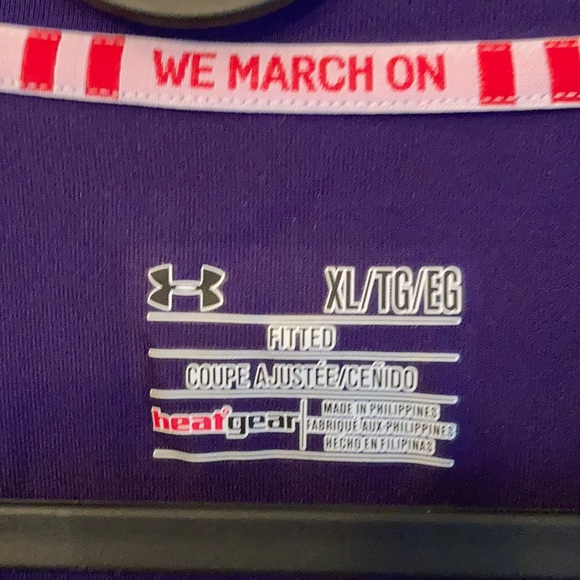 WE MARCH ON
XL/TG/EG
FITTED
COUPE AJUSTÉE/CEÑIDO
heatgear
MADE IN PHILIPPINES
FABRIQUÉ AUX PHILIPPINES
HECHO EN FILIPINAS